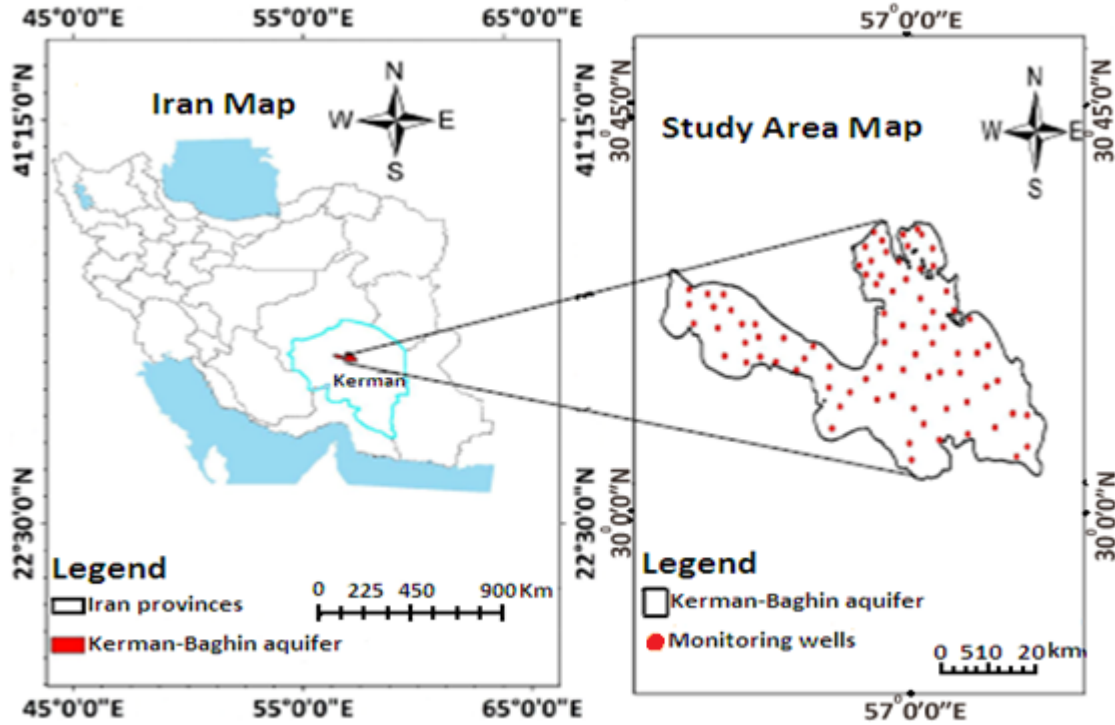 45°0'0"E 55°0'0"E 65°0'0"E
Iran Map
N
W E
S
41°15'0"N
22°30'0"N
41°15'0"N
22°30'0"N
Kerman
Legend
Iran provinces
Kerman-Baghin aquifer
0 225 450 900 Km
45°0'0"E 55°0'0"E 65°0'0"E
57°0'0"E
Study Area Map
N
W E
S
30°45'0"N
30°0'0"N
30°45'0"N
30°0'0"N
Legend
Kerman-Baghin aquifer
Monitoring wells
0 510 20 km
57°0'0"E